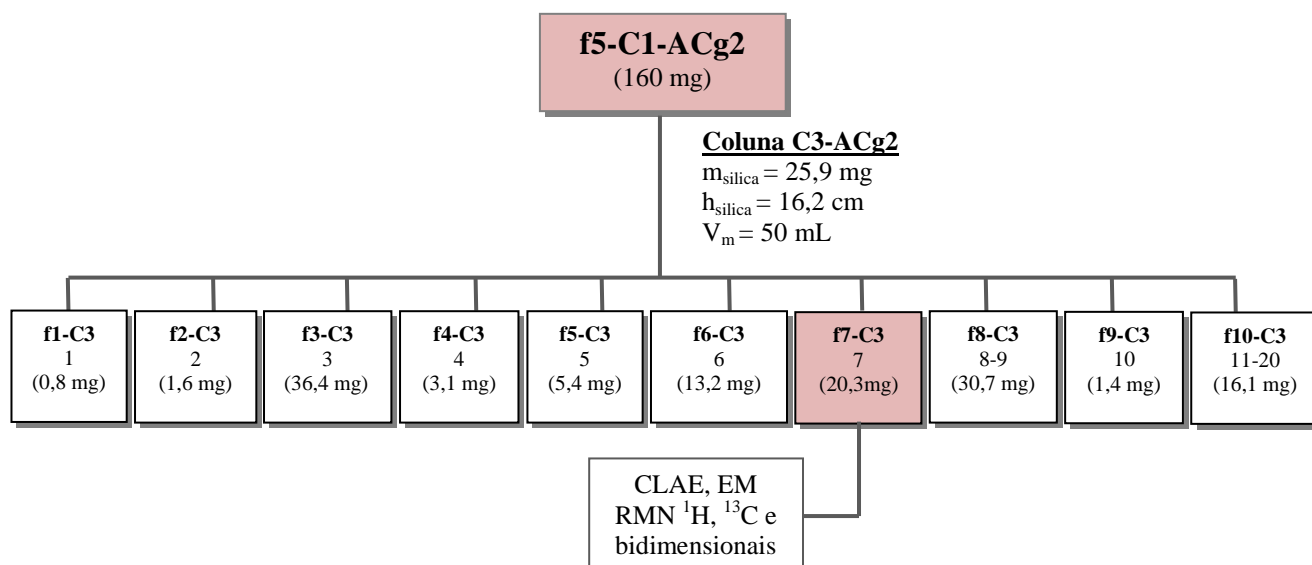 f5-C1-ACg2
(160 mg)
Coluna C3-ACg2
m_silica = 25,9 mg
h_silica = 16,2 cm
V_m = 50 mL
f1-C3
1
(0,8 mg)
f2-C3
2
(1,6 mg)
f3-C3
3
(36,4 mg)
f4-C3
4
(3,1 mg)
f5-C3
5
(5,4 mg)
f6-C3
6
(13,2 mg)
f7-C3
7
(20,3mg)
f8-C3
8-9
(30,7 mg)
f9-C3
10
(1,4 mg)
f10-C3
11-20
(16,1 mg)
CLAE, EM
RMN ¹H, ¹³C e
bidimensionais